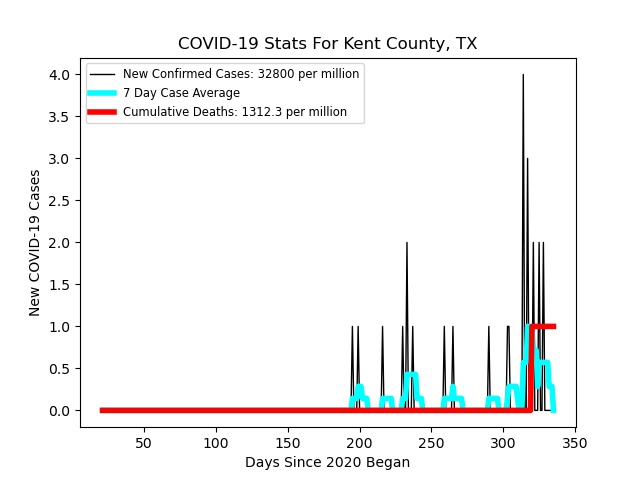 COVID-19 Stats For Kent County, TX
New Confirmed Cases: 32800 per million
7 Day Case Average
Cumulative Deaths: 1312.3 per million
New COVID-19 Cases
4.0
3.5
3.0
2.5
2.0
1.5
1.0
0.5
0.0
50 100 150 200 250 300 350
Days Since 2020 Began